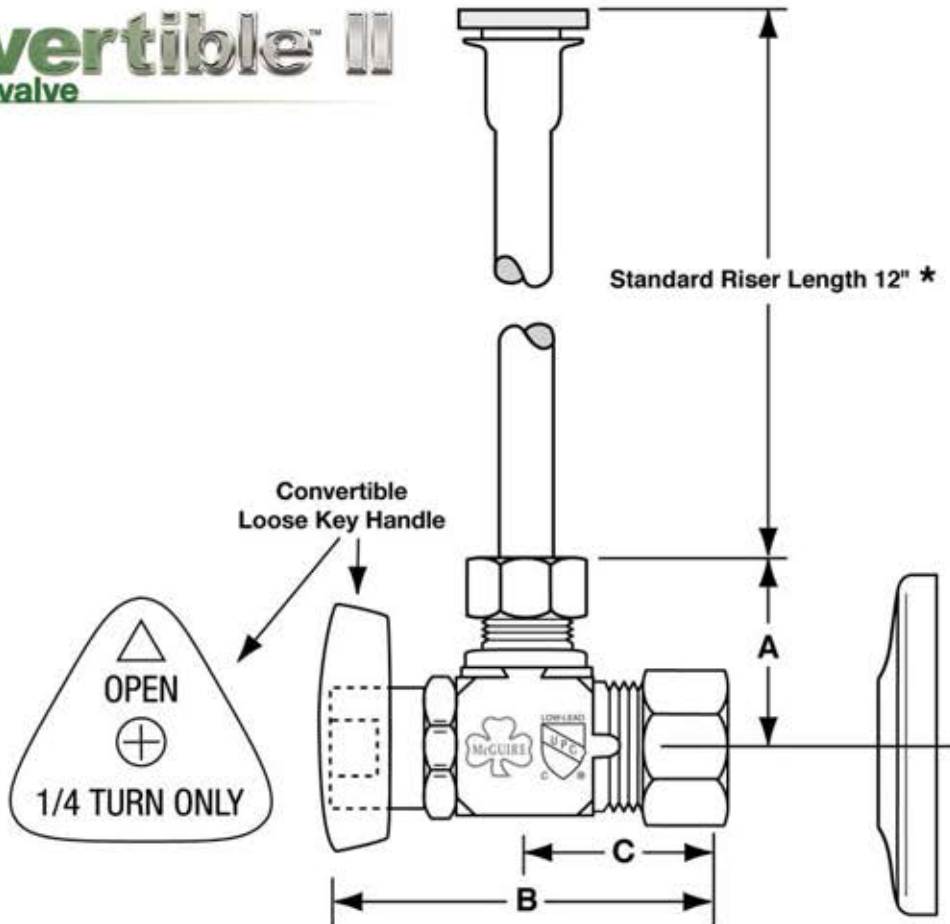 vertible™ II
valve
Standard Riser Length 12" *
Convertible
Loose Key Handle
OPEN
1/4 TURN ONLY
A
McGUIRE
LOW-LEAD
UPC
C ®
C
B